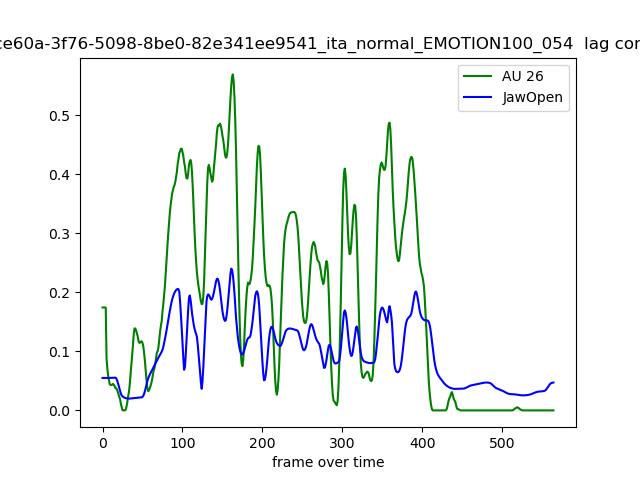 ce60a-3f76-5098-8be0-82e341ee9541_ita_normal_EMOTION100_054 lag cor
AU 26
JawOpen
0.5
0.4
0.3
0.2
0.1
0.0
0 100 200 300 400 500
frame over time